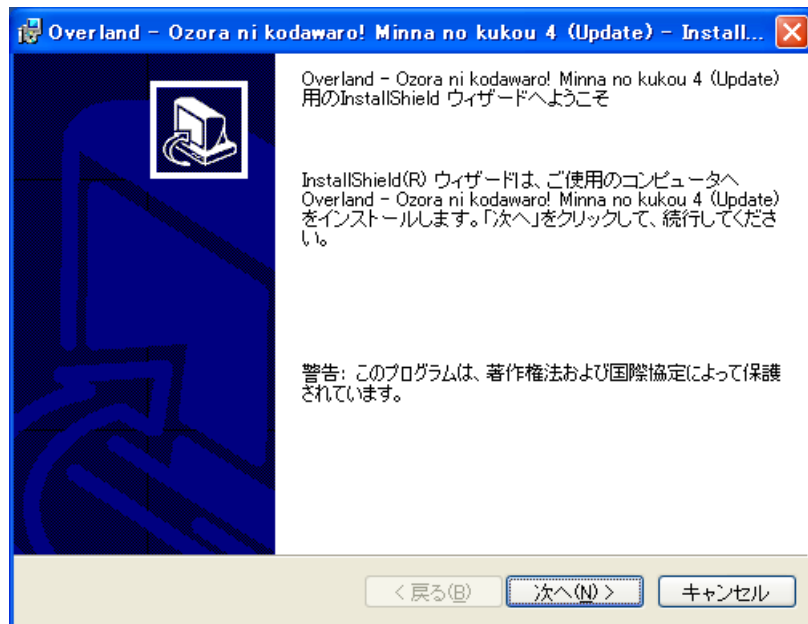 Overland – Ozora ni kodawaro! Minna no kukou 4 (Update) – Install...
Overland - Ozora ni kodawaro! Minna no kukou 4 (Update)
用のInstallShield ウィザードへようこそ
InstallShield(R) ウィザードは、ご使用のコンピュータへ
Overland - Ozora ni kodawaro! Minna no kukou 4 (Update)
をインストールします。「次へ」をクリックして、続行してくださ
い。
警告: このプログラムは、著作権法および国際協定によって保護
されています。
< 戻る(B)
次へ(N) >
キャンセル